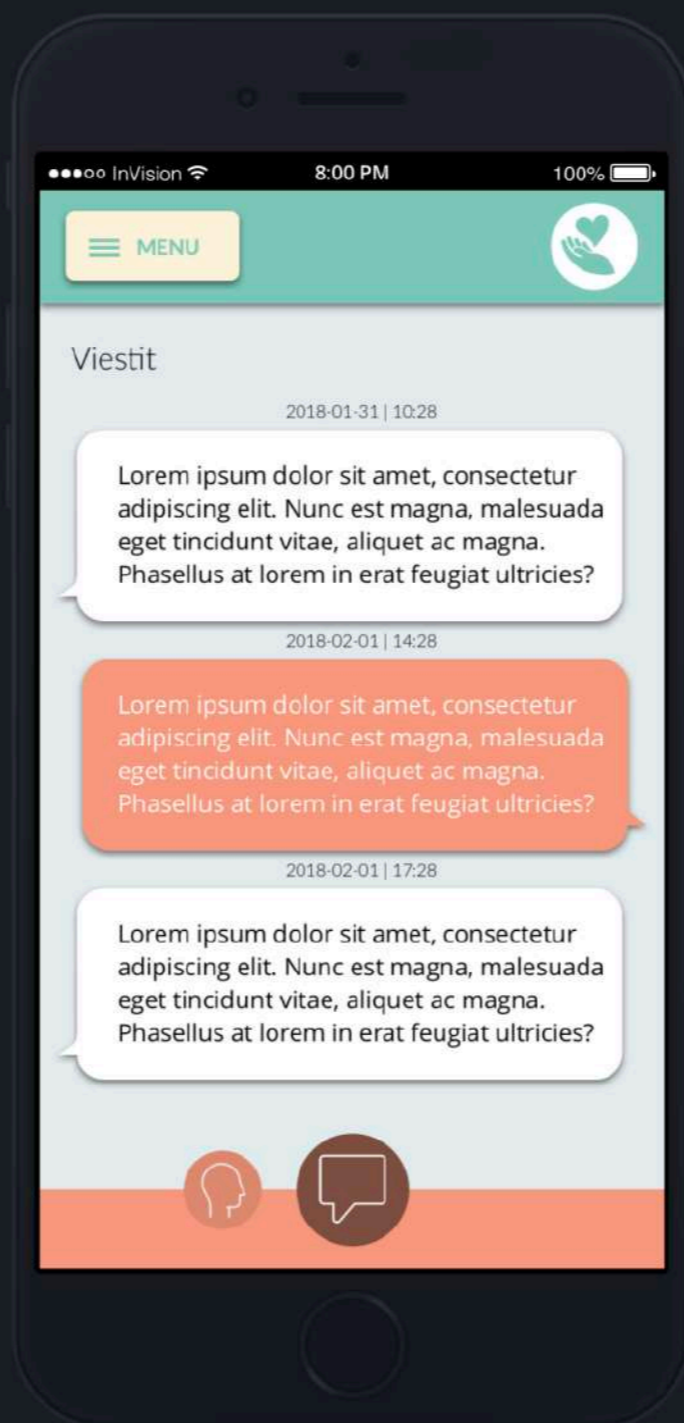 InVision 8:00 PM 100%
MENU
Viestit
2018-01-31 | 10:28
Lorem ipsum dolor sit amet, consectetur
adipiscing elit. Nunc est magna, malesuada
eget tincidunt vitae, aliquet ac magna.
Phasellus at lorem in erat feugiat ultricies?
2018-02-01 | 14:28
Lorem ipsum dolor sit amet, consectetur
adipiscing elit. Nunc est magna, malesuada
eget tincidunt vitae, aliquet ac magna.
Phasellus at lorem in erat feugiat ultricies?
2018-02-01 | 17:28
Lorem ipsum dolor sit amet, consectetur
adipiscing elit. Nunc est magna, malesuada
eget tincidunt vitae, aliquet ac magna.
Phasellus at lorem in erat feugiat ultricies?